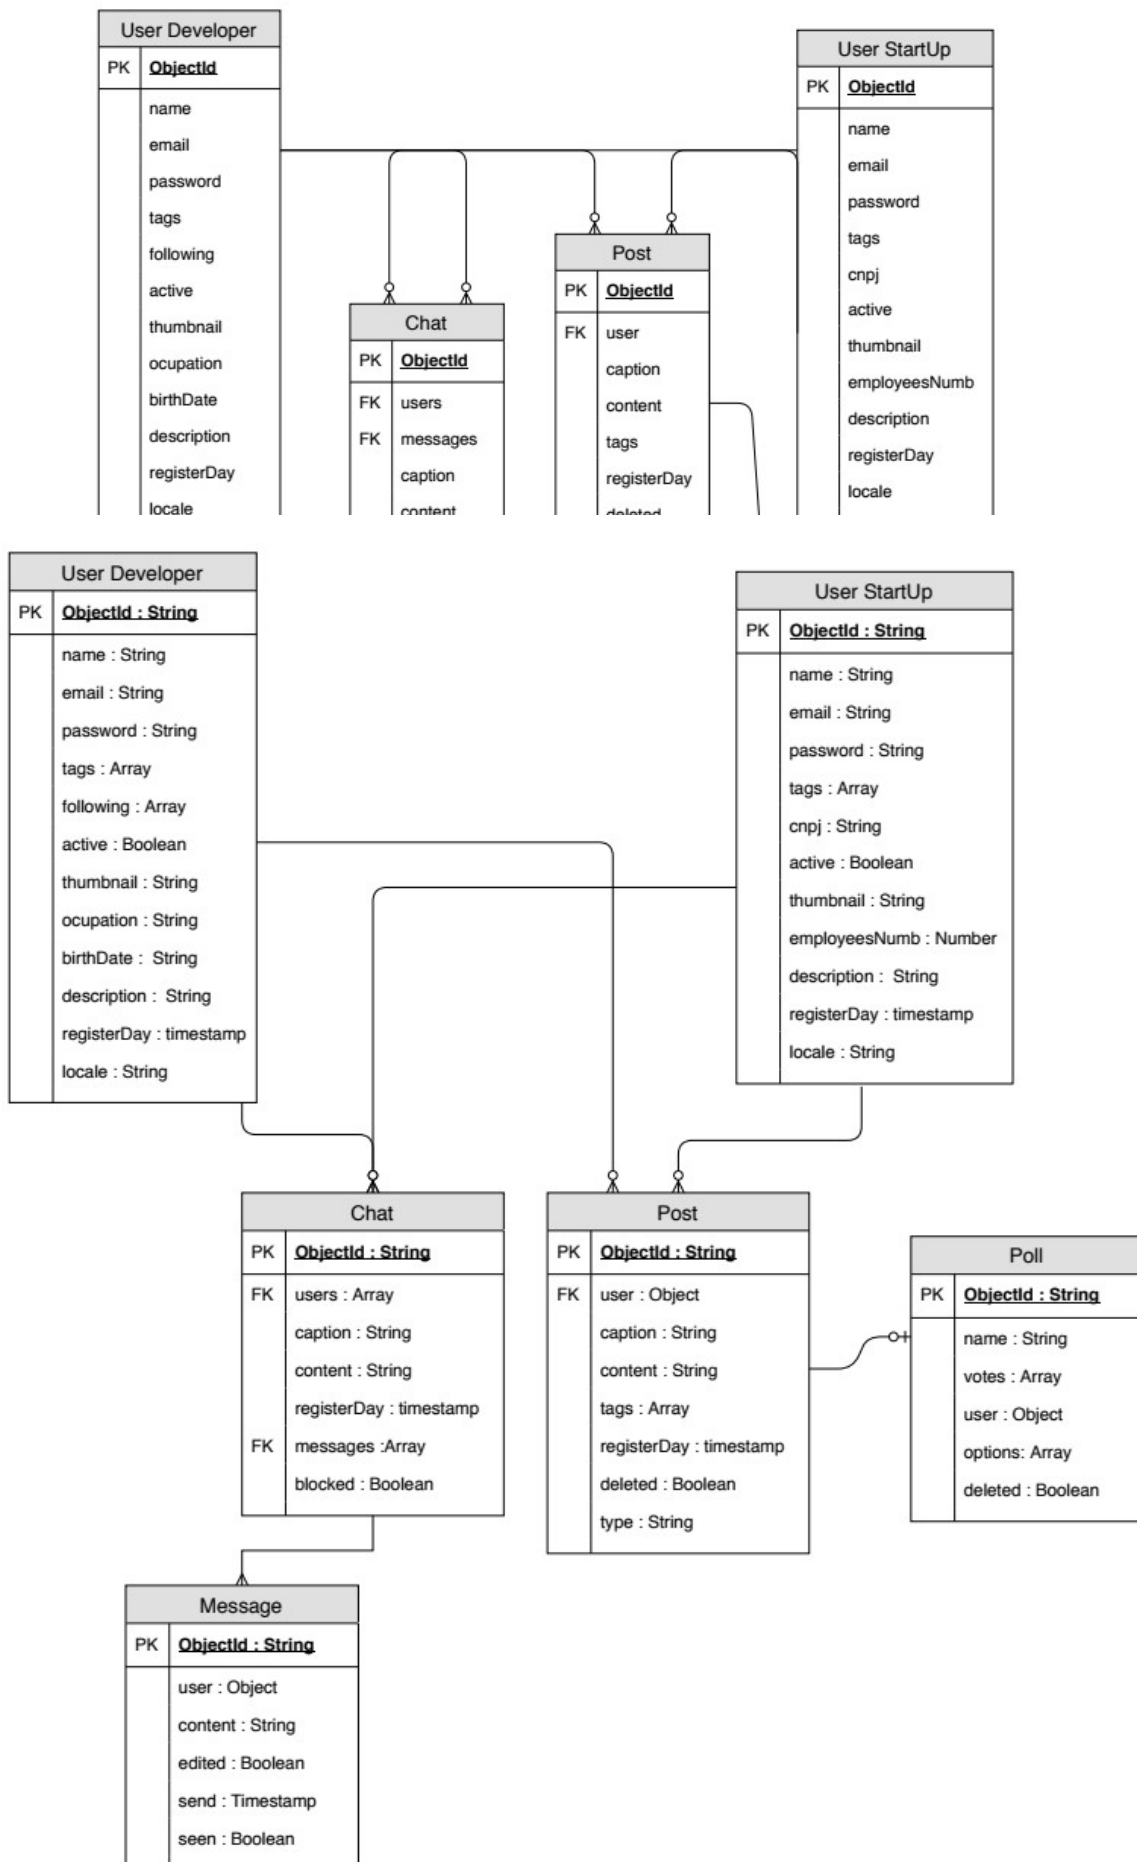 User Developer
PK ObjectId
name
email
password
tags
following
active
thumbnail
ocupation
birthDate
description
registerDay
locale
Chat
PK ObjectId
FK users
FK messages
caption
content
Post
PK ObjectId
FK user
caption
content
tags
registerDay
deleted
User StartUp
PK ObjectId
name
email
password
tags
cnpj
active
thumbnail
employeesNumb
description
registerDay
locale
User Developer
PK ObjectId : String
name : String
email : String
password : String
tags : Array
following : Array
active : Boolean
thumbnail : String
ocupation : String
birthDate : String
description : String
registerDay : timestamp
locale : String
User StartUp
PK ObjectId : String
name : String
email : String
password : String
tags : Array
cnpj : String
active : Boolean
thumbnail : String
employeesNumb : Number
description : String
registerDay : timestamp
locale : String
Chat
PK ObjectId : String
FK users : Array
caption : String
content : String
registerDay : timestamp
FK messages :Array
blocked : Boolean
Post
PK ObjectId : String
FK user : Object
caption : String
content : String
tags : Array
registerDay : timestamp
deleted : Boolean
type : String
Poll
PK ObjectId : String
name : String
votes : Array
user : Object
options: Array
deleted : Boolean
Message
PK ObjectId : String
user : Object
content : String
edited : Boolean
send : Timestamp
seen : Boolean